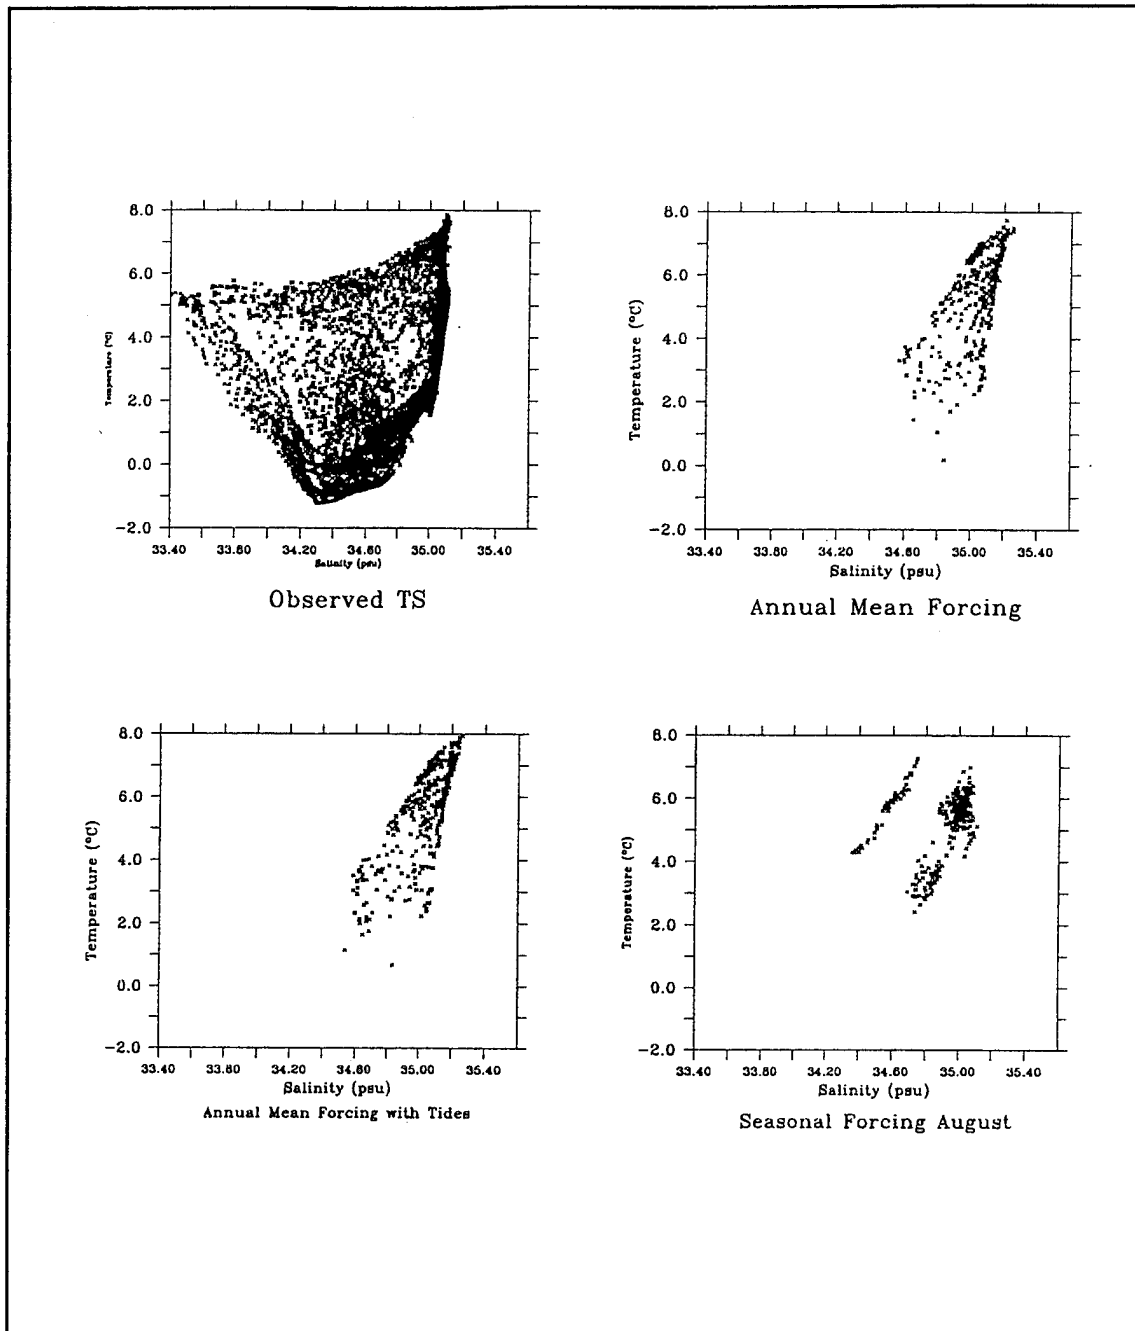 8.0
6.0
4.0
2.0
0.0
−2.0
Temperature (°C)
33.40 33.80 34.20 34.60 35.00 35.40
Salinity (psu)
Observed TS
8.0
6.0
4.0
2.0
0.0
−2.0
Temperature (°C)
33.40 33.80 34.20 34.60 35.00 35.40
Salinity (psu)
Annual Mean Forcing
8.0
6.0
4.0
2.0
0.0
−2.0
Temperature (°C)
33.40 33.80 34.20 34.60 35.00 35.40
Salinity (psu)
Annual Mean Forcing with Tides
8.0
6.0
4.0
2.0
0.0
−2.0
Temperature (°C)
33.40 33.80 34.20 34.60 35.00 35.40
Salinity (psu)
Seasonal Forcing August